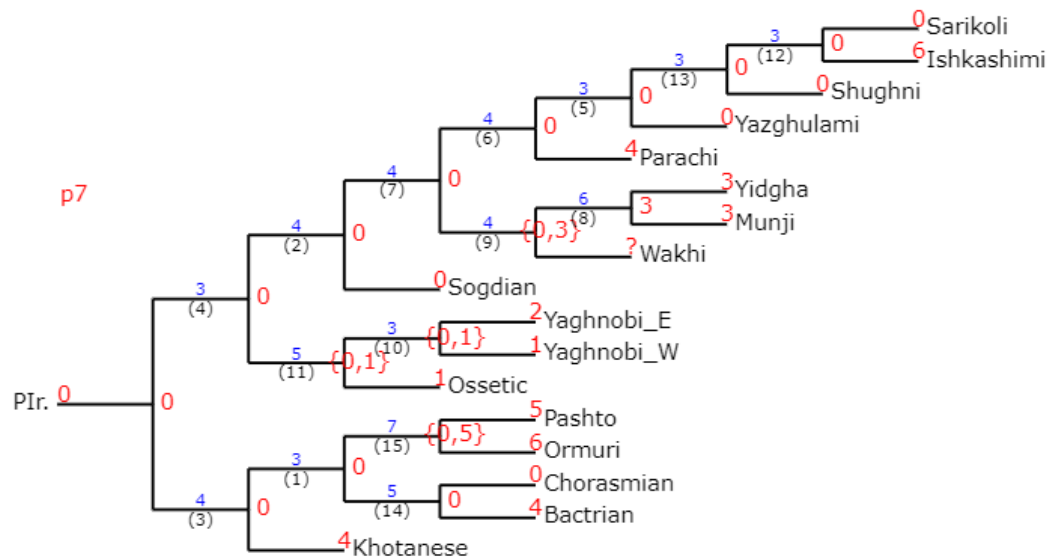 0 Sarikoli
3
(12) 0
6 Ishkashimi
3
(13) 0
0 Shughni
3
(5) 0
0 Yazghulami
4
(6) 0
4 Parachi
4
(7) 0
p7
3 Yidgha
6
(8) 3
3 Munji
4
(9) {0,3}
? Wakhi
4
(2) 0
0 Sogdian
3
(4) 0
2 Yaghnobi_E
3
(10) {0,1}
1 Yaghnobi_W
5
(11) {0,1}
1 Ossetic
PIr. 0 0
5 Pashto
7
(15) {0,5}
6 Ormuri
3
(1) 0
0 Chorasmian
5
(14) 0
4 Bactrian
4
(3) 0
4 Khotanese